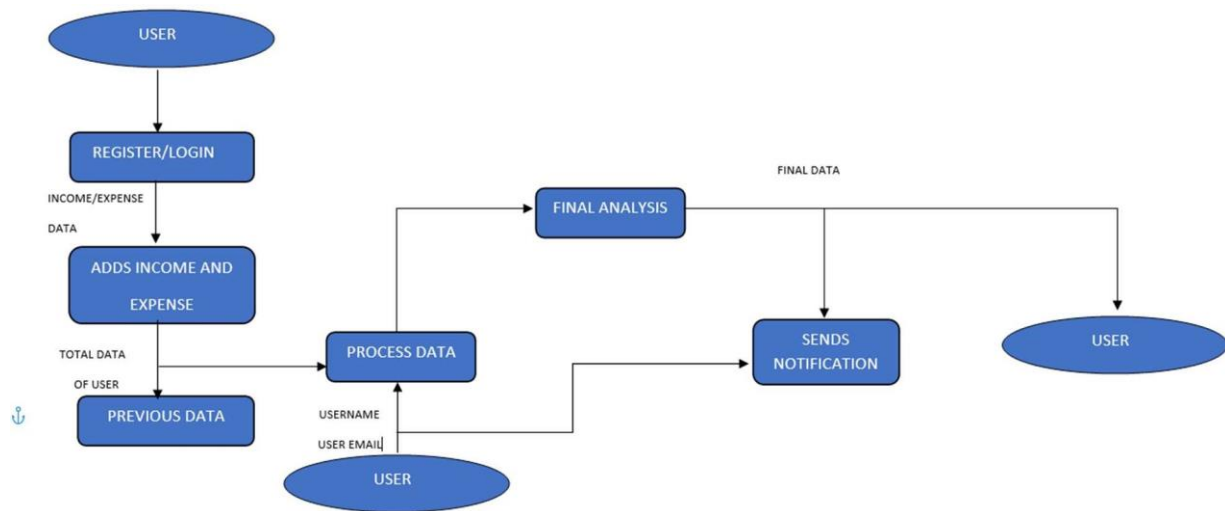 USER
REGISTER/LOGIN
INCOME/EXPENSE
DATA
ADDS INCOME AND
EXPENSE
TOTAL DATA
OF USER
PREVIOUS DATA
PROCESS DATA
USERNAME
USER EMAIL
USER
FINAL ANALYSIS
FINAL DATA
SENDS
NOTIFICATION
USER